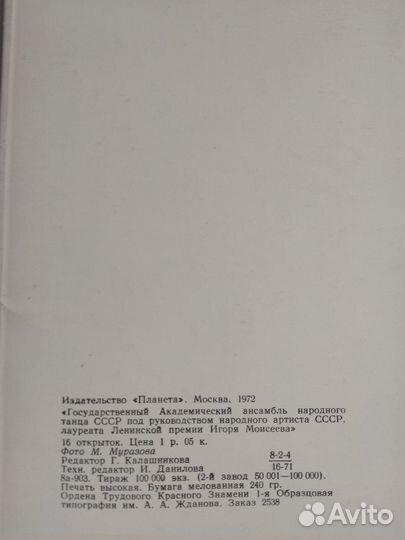 Издательство «Планета». Москва, 1972
«Государственный Академический ансамбль народного
танца СССР под руководством народного артиста СССР,
лауреата Ленинской премии Игоря Моисеева»
16 открыток. Цена 1 р. 05 к.
Фото М. Муразова
Редактор Г. Калашникова 8-2-4
Техн. редактор И. Данилова 16-71
8а-903. Тираж 100 000 экз. (2-й завод 50 001—100 000).
Печать высокая. Бумага мелованная 240 гр.
Ордена Трудового Красного Знамени 1-я Образцовая
типография им. А. А. Жданова. Заказ 2538
Avito